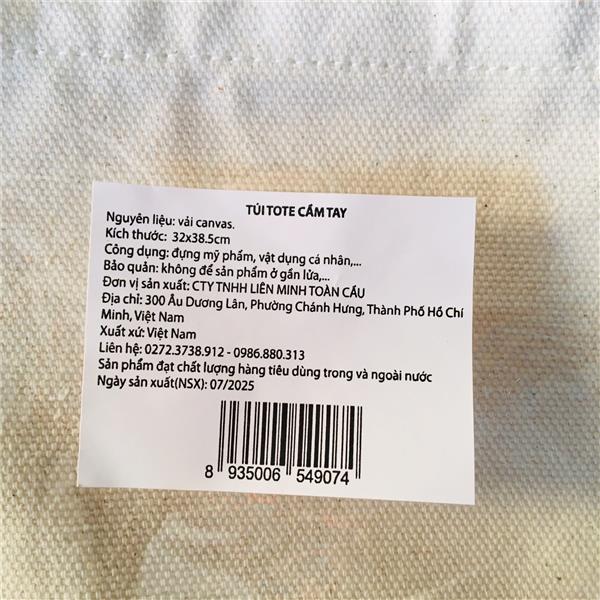 TÚI TOTE CẦM TAY
Nguyên liệu: vải canvas.
Kích thước: 32x38.5cm
Công dụng: đựng mỹ phẩm, vật dụng cá nhân,...
Bảo quản: không để sản phẩm ở gần lửa,...
Đơn vị sản xuất: CTY TNHH LIÊN MINH TOÀN CẦU
Địa chỉ: 300 Âu Dương Lân, Phường Chánh Hưng, Thành Phố Hồ Chí
Minh, Việt Nam
Xuất xứ: Việt Nam
Liên hệ: 0272.3738.912 - 0986.880.313
Sản phẩm đạt chất lượng hàng tiêu dùng trong và ngoài nước
Ngày sản xuất(NSX): 07/2025
8 935006 549074